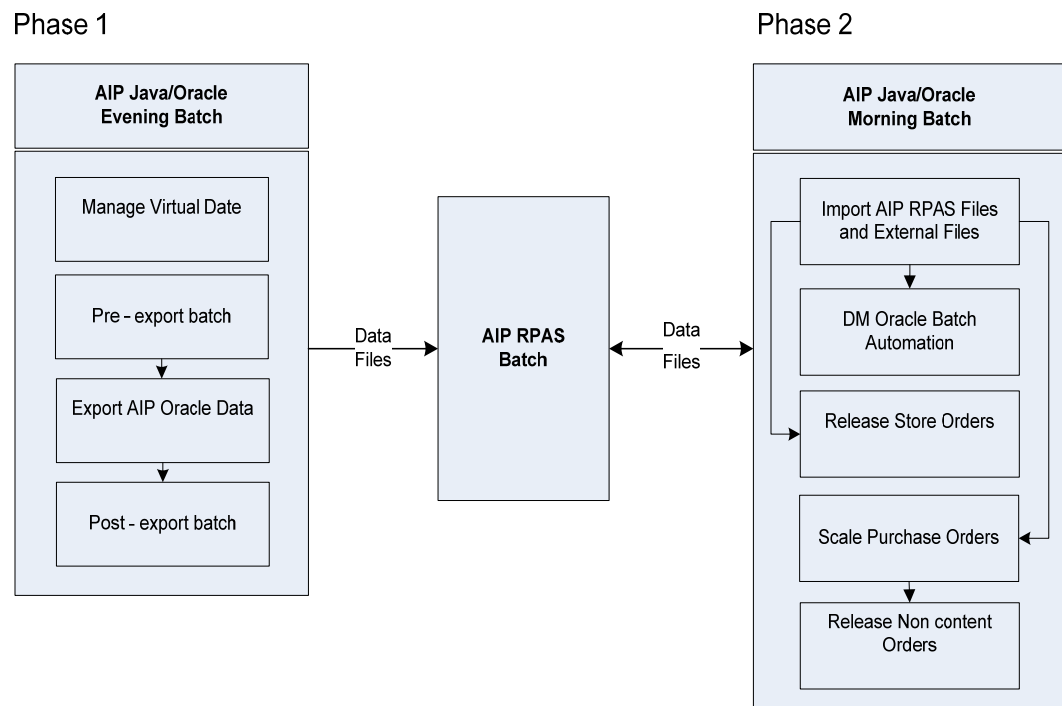 Phase 1
AIP Java/Oracle
Evening Batch
Manage Virtual Date
Pre - export batch
Export AIP Oracle Data
Post - export batch
Data
Files
AIP RPAS
Batch
Data
Files
Phase 2
AIP Java/Oracle
Morning Batch
Import AIP RPAS Files
and External Files
DM Oracle Batch
Automation
Release Store Orders
Scale Purchase Orders
Release Non content
Orders